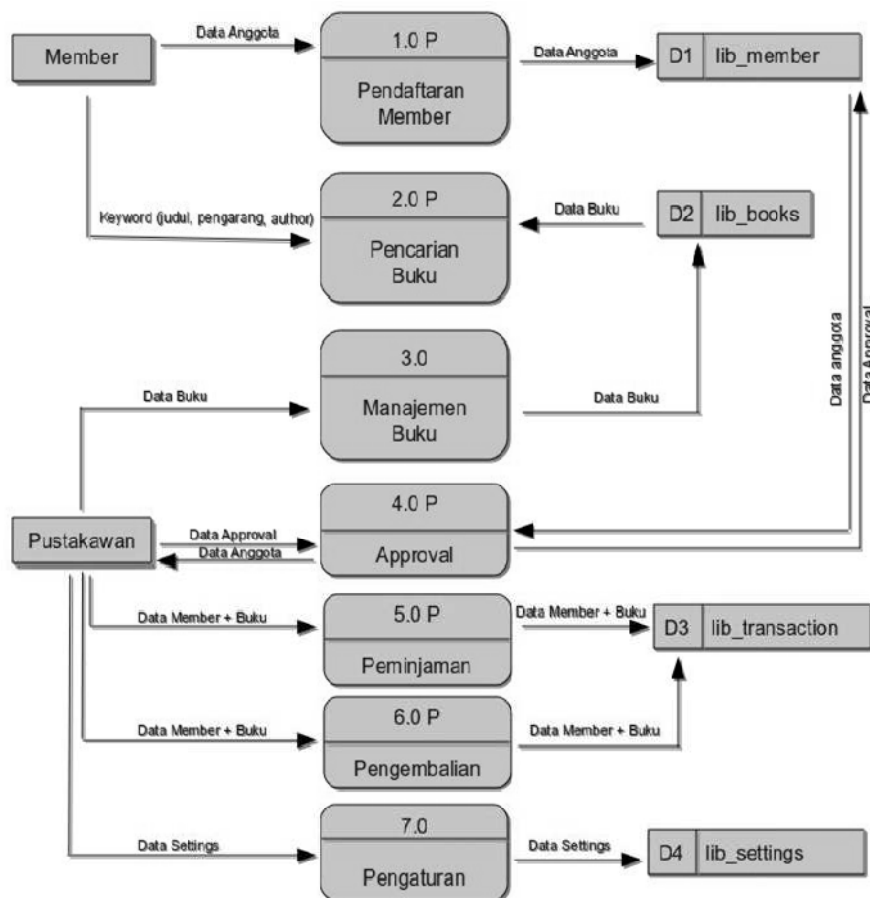 Member
Data Anggota
1.0 P
Pendaftaran
Member
Data Anggota
D1 lib_member
Keyword (judul, pengarang, author)
2.0 P
Pencarian
Buku
Data Buku
D2 lib_books
Data anggota
Data Approval
3.0
Manajemen
Buku
Data Buku
Data Buku
Pustakawan
Data Approval
Data Anggota
4.0 P
Approval
Data Member + Buku
5.0 P
Peminjaman
Data Member + Buku
D3 lib_transaction
Data Member + Buku
6.0 P
Pengembalian
Data Member + Buku
Data Settings
7.0
Pengaturan
Data Settings
D4 lib_settings